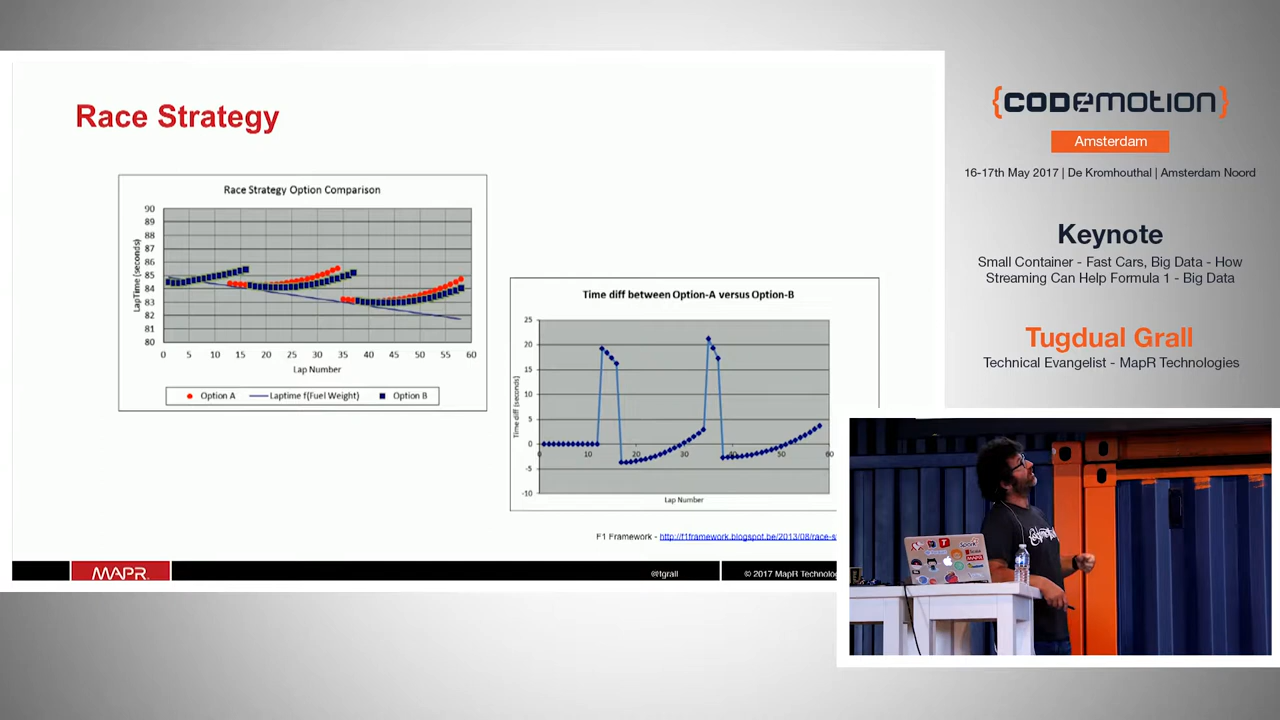 Race Strategy
Race Strategy Option Comparison
90
89
88
87
86
85
84
83
82
81
80
LapTime (seconds)
0 5 10 15 20 25 30 35 40 45 50 55 60
Lap Number
Option A Laptime f(Fuel Weight) Option B
Time diff between Option-A versus Option-B
25
20
15
10
5
0
-5
-10
Time diff (seconds)
0 10 20 30 40 50 60
Lap Number
F1 Framework - http://f1framework.blogspot.be/2013/08/race-s
MAPR
@tgrall
© 2017 MapR Technolo
{CODEMOTION}
Amsterdam
16-17th May 2017 | De Kromhouthal | Amsterdam Noord
Keynote
Small Container - Fast Cars, Big Data - How
Streaming Can Help Formula 1 - Big Data
Tugdual Grall
Technical Evangelist - MapR Technologies